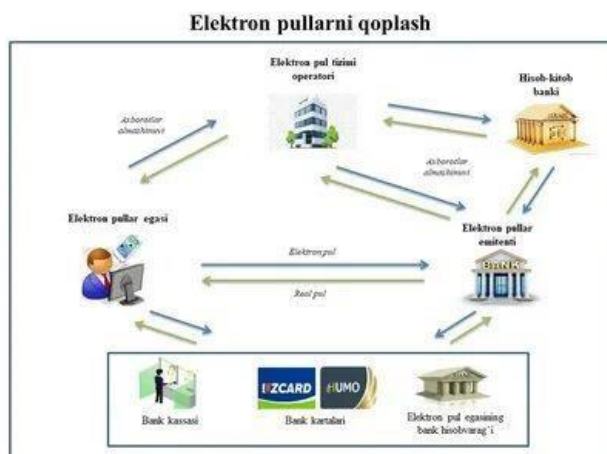 Elektron pullarni qoplash
Elektron pul tizimi
operatori
Hisob-kitob
banki
Axborotlar
almashinuvi
Axborotlar
almashinuvi
Elektron pullar egasi
Elektron pullar
emitenti
Elektron pul
BANK
Real pul
UZCARD
HUMO
Bank kassasi
Bank kartalari
Elektron pul egasining
bank hisobvarag'i